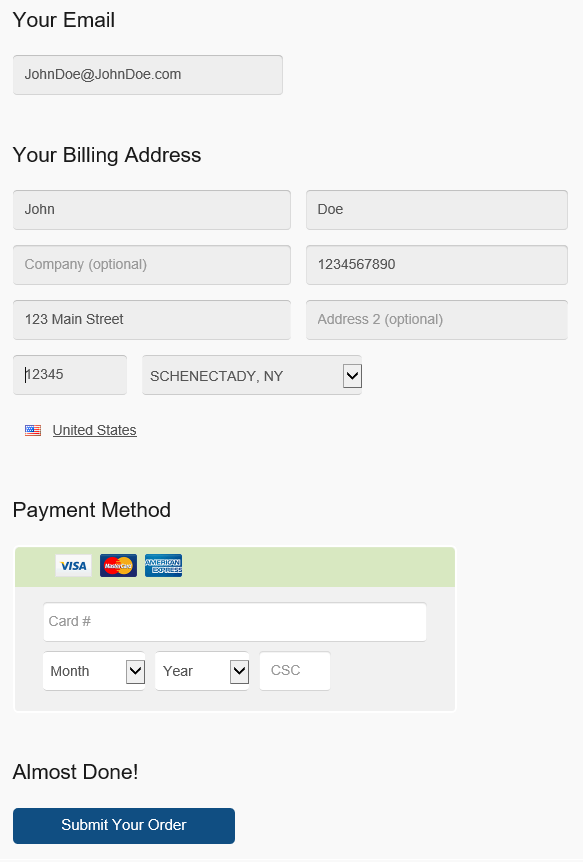 Your Email
JohnDoe@JohnDoe.com
Your Billing Address
John Doe
Company (optional) 1234567890
123 Main Street Address 2 (optional)
12345 SCHENECTADY, NY
United States
Payment Method
VISA MasterCard AMERICAN EXPRESS
Card #
Month Year CSC
Almost Done!
Submit Your Order